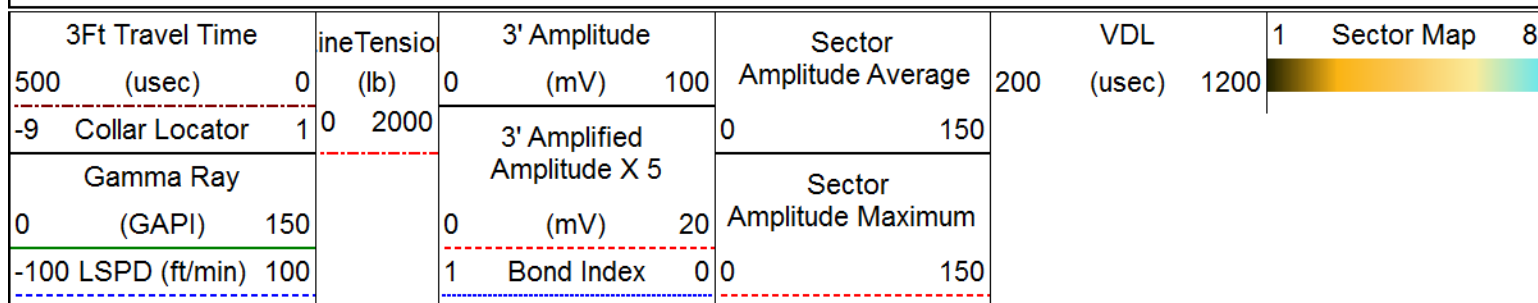 3Ft Travel Time
500 (usec) 0
-9 Collar Locator 1
Gamma Ray
0 (GAPI) 150
-100 LSPD (ft/min) 100
ineTension
(lb)
0 2000
3' Amplitude
0 (mV) 100
3' Amplified
Amplitude X 5
0 (mV) 20
1 Bond Index 0
Sector
Amplitude Average
0 150
Sector
Amplitude Maximum
0 150
VDL
200 (usec) 1200
1 Sector Map 8